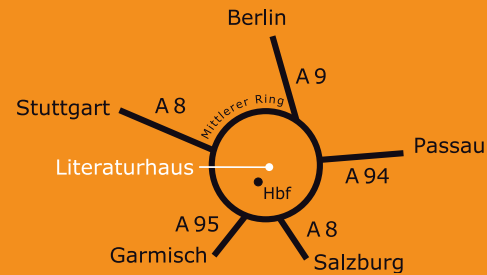 Berlin
A 9
A 8
Stuttgart
Mittlerer Ring
Passau
Literaturhaus
A 94
Hbf
A 95
A 8
Garmisch
Salzburg